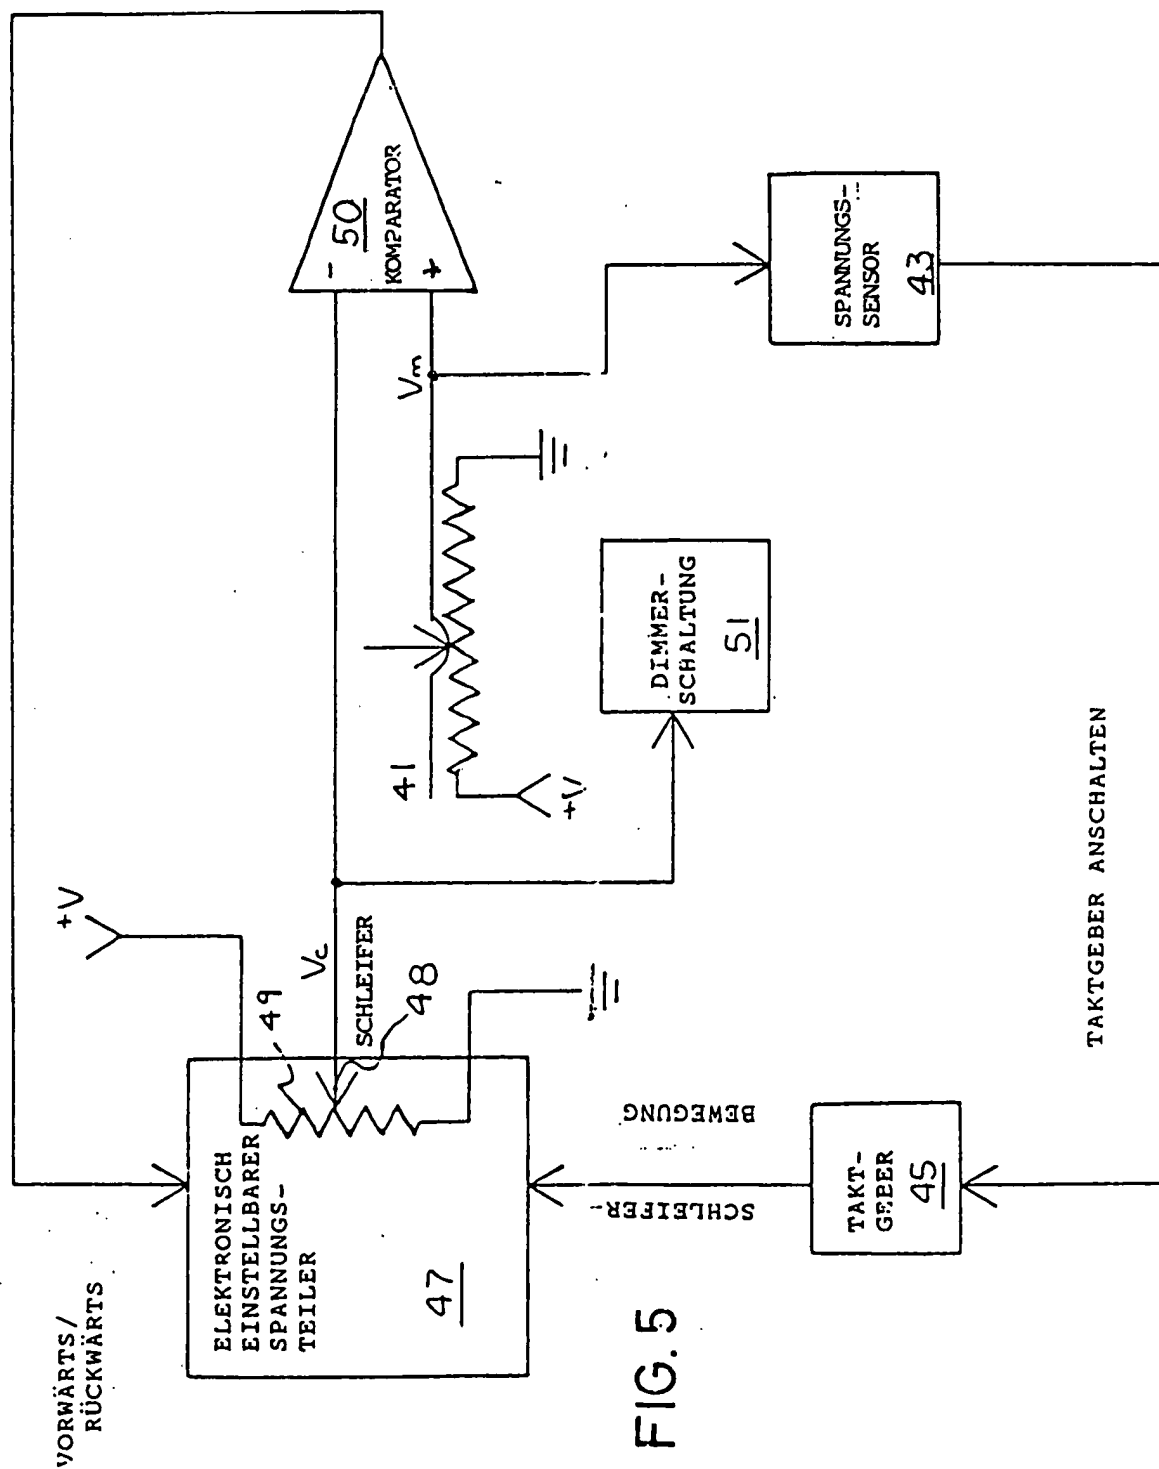 VORWÄRTS/
RÜCKWÄRTS
+V
ELEKTRONISCH
EINSTELLBARER
SPANNUNGS-
TEILER
47
49
Vc
SCHLEIFER
48
50
-
+
KOMPARATOR
Vm
41
+V
DIMMER-
SCHALTUNG
51
SPANNUNGS-
SENSOR
43
SCHLEIFER-
BEWEGUNG
TAKT-
GEBER
45
TAKTGEBER ANSCHALTEN
FIG. 5